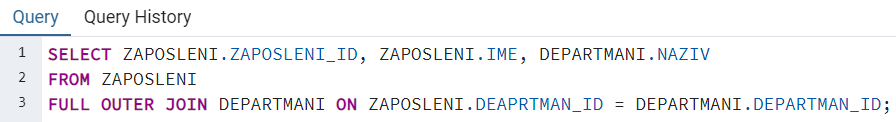 Query Query History
1 SELECT ZAPOSLENI.ZAPOSLENI_ID, ZAPOSLENI.IME, DEPARTMANI.NAZIV
2 FROM ZAPOSLENI
3 FULL OUTER JOIN DEPARTMANI ON ZAPOSLENI.DEAPRTMAN_ID = DEPARTMANI.DEPARTMAN_ID;